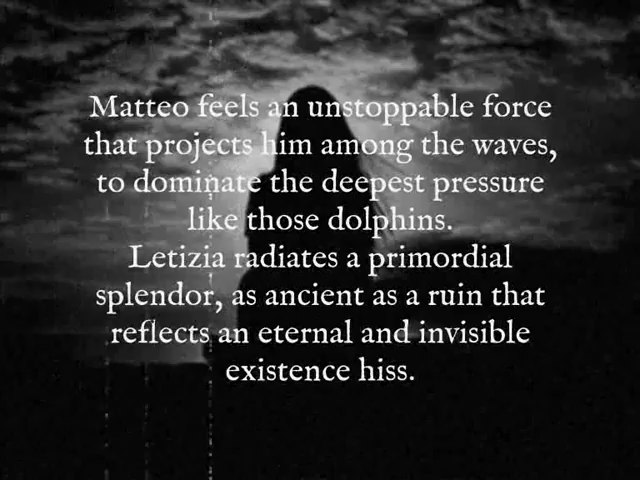 Matteo feels an unstoppable force
that projects him among the waves,
to dominate the deepest pressure
like those dolphins.
Letizia radiates a primordial
splendor, as ancient as a ruin that
reflects an eternal and invisible
existence hiss.